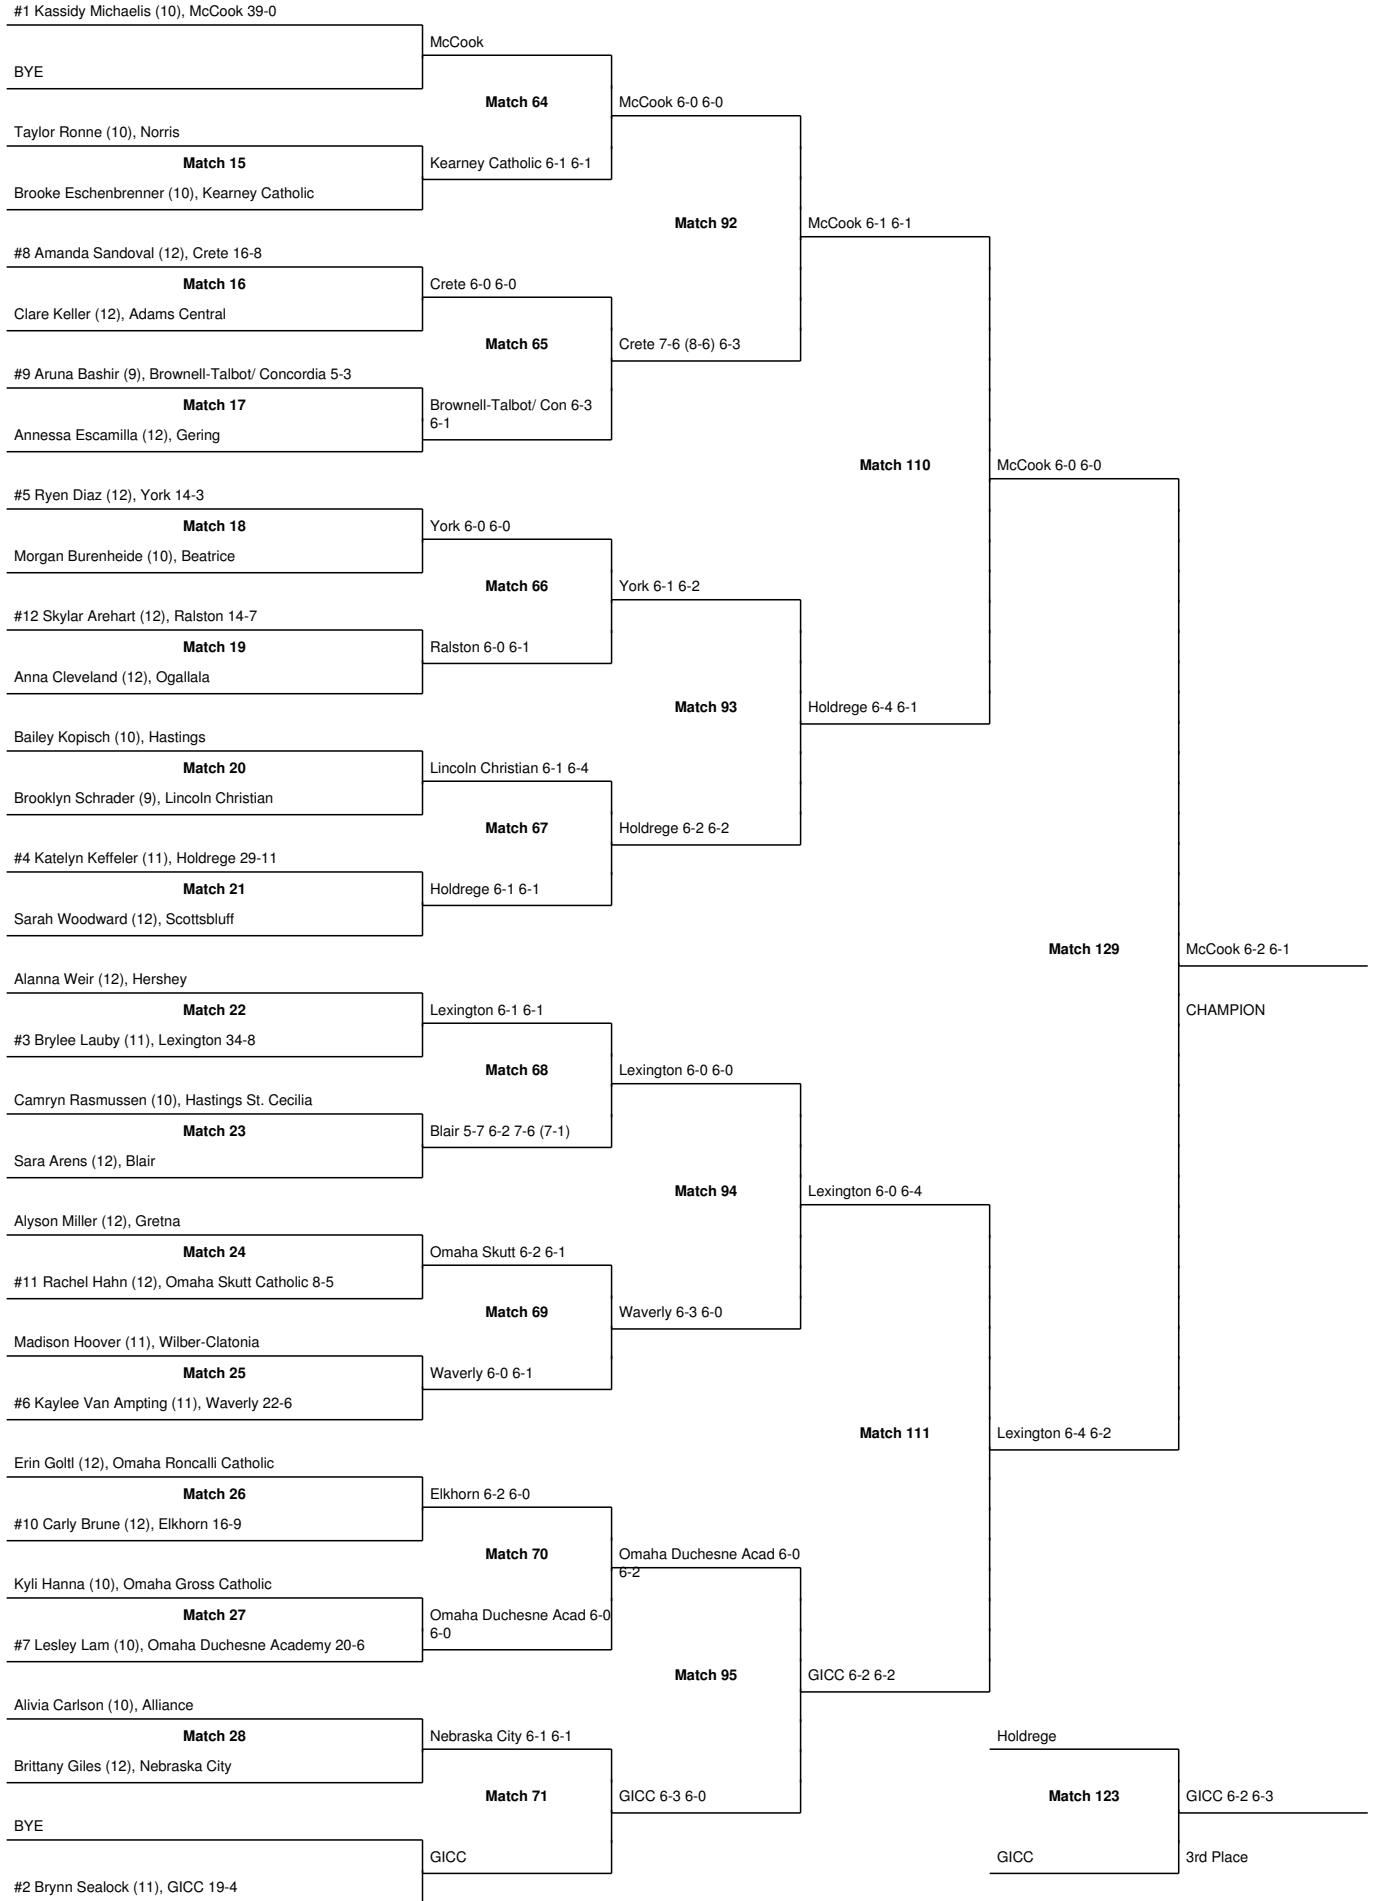 #1 Kassidy Michaelis (10), McCook 39-0
McCook
BYE
Match 64
McCook 6-0 6-0
Taylor Ronne (10), Norris
Match 15
Kearney Catholic 6-1 6-1
Brooke Eschenbrenner (10), Kearney Catholic
Match 92
McCook 6-1 6-1
#8 Amanda Sandoval (12), Crete 16-8
Match 16
Crete 6-0 6-0
Clare Keller (12), Adams Central
Match 65
Crete 7-6 (8-6) 6-3
#9 Aruna Bashir (9), Brownell-Talbot/ Concordia 5-3
Match 17
Brownell-Talbot/ Con 6-3
6-1
Annessa Escamilla (12), Gering
Match 110
McCook 6-0 6-0
#5 Ryen Diaz (12), York 14-3
Match 18
York 6-0 6-0
Morgan Burenheide (10), Beatrice
Match 66
York 6-1 6-2
#12 Skylar Arehart (12), Ralston 14-7
Match 19
Ralston 6-0 6-1
Anna Cleveland (12), Ogallala
Match 93
Holdrege 6-4 6-1
Bailey Kopisch (10), Hastings
Match 20
Lincoln Christian 6-1 6-4
Brooklyn Schrader (9), Lincoln Christian
Match 67
Holdrege 6-2 6-2
#4 Katelyn Keffeler (11), Holdrege 29-11
Match 21
Holdrege 6-1 6-1
Sarah Woodward (12), Scottsbluff
Match 129
McCook 6-2 6-1
Alanna Weir (12), Hershey
Match 22
Lexington 6-1 6-1
CHAMPION
#3 Brylee Lauby (11), Lexington 34-8
Match 68
Lexington 6-0 6-0
Camryn Rasmussen (10), Hastings St. Cecilia
Match 23
Blair 5-7 6-2 7-6 (7-1)
Sara Arens (12), Blair
Match 94
Lexington 6-0 6-4
Alyson Miller (12), Gretna
Match 24
Omaha Skutt 6-2 6-1
#11 Rachel Hahn (12), Omaha Skutt Catholic 8-5
Match 69
Waverly 6-3 6-0
Madison Hoover (11), Wilber-Clatonia
Match 25
Waverly 6-0 6-1
#6 Kaylee Van Ampting (11), Waverly 22-6
Match 111
Lexington 6-4 6-2
Erin Goltl (12), Omaha Roncalli Catholic
Match 26
Elkhorn 6-2 6-0
#10 Carly Brune (12), Elkhorn 16-9
Match 70
Omaha Duchesne Acad 6-0
6-2
Kyli Hanna (10), Omaha Gross Catholic
Match 27
Omaha Duchesne Acad 6-0
6-0
#7 Lesley Lam (10), Omaha Duchesne Academy 20-6
Match 95
GICC 6-2 6-2
Alivia Carlson (10), Alliance
Match 28
Nebraska City 6-1 6-1
Holdrege
Brittany Giles (12), Nebraska City
Match 71
GICC 6-3 6-0
Match 123
GICC 6-2 6-3
BYE
GICC
GICC
3rd Place
#2 Brynn Sealock (11), GICC 19-4